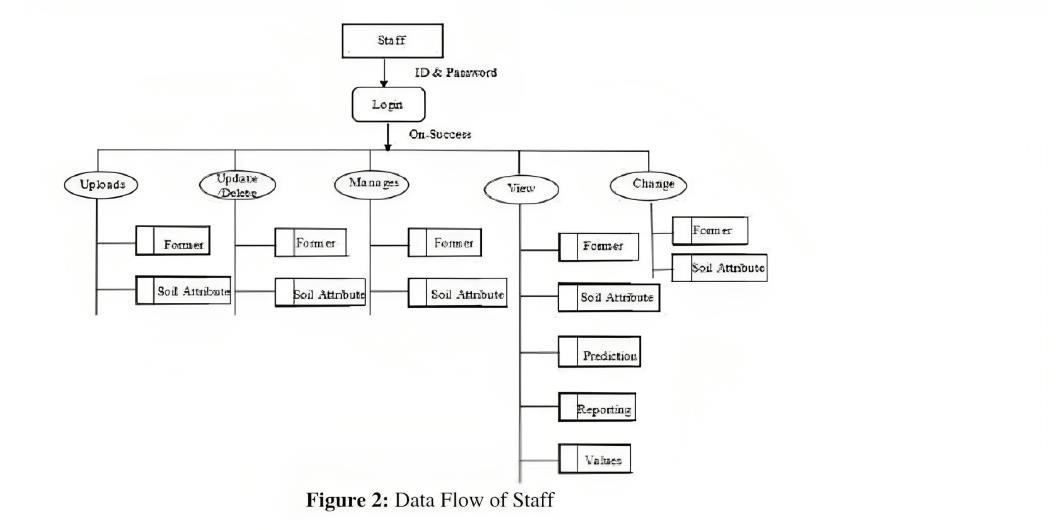 Staff
ID & Password
Login
On-Success
Uploads
Update
/Delete
Manages
View
Change
Former
Soil Attribute
Former
Soil Attribute
Former
Soil Attribute
Former
Soil Attribute
Prediction
Reporting
Values
Former
Soil Attribute
Figure 2: Data Flow of Staff